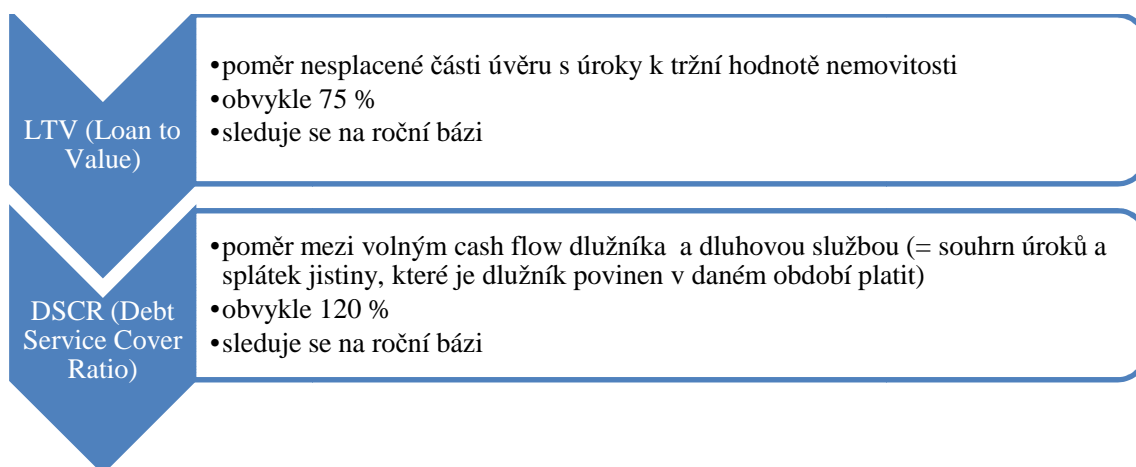 LTV (Loan to
Value)
•poměr nesplacené části úvěru s úroky k tržní hodnotě nemovitosti
•obvykle 75 %
•sleduje se na roční bázi
DSCR (Debt
Service Cover
Ratio)
•poměr mezi volným cash flow dlužníka  a dluhovou službou (= souhrn úroků a
splátek jistiny, které je dlužník povinen v daném období platit)
•obvykle 120 %
•sleduje se na roční bázi